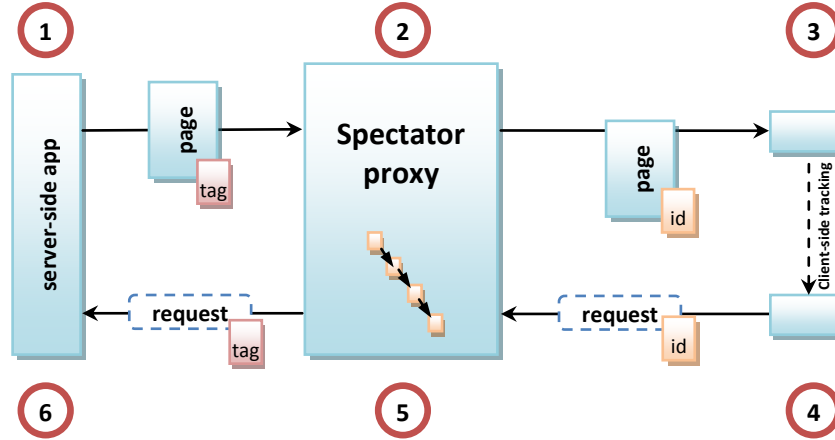 1
2
3
server-side app
page
tag
Spectator
proxy
page
id
Client-side tracking
request
tag
request
id
6
5
4